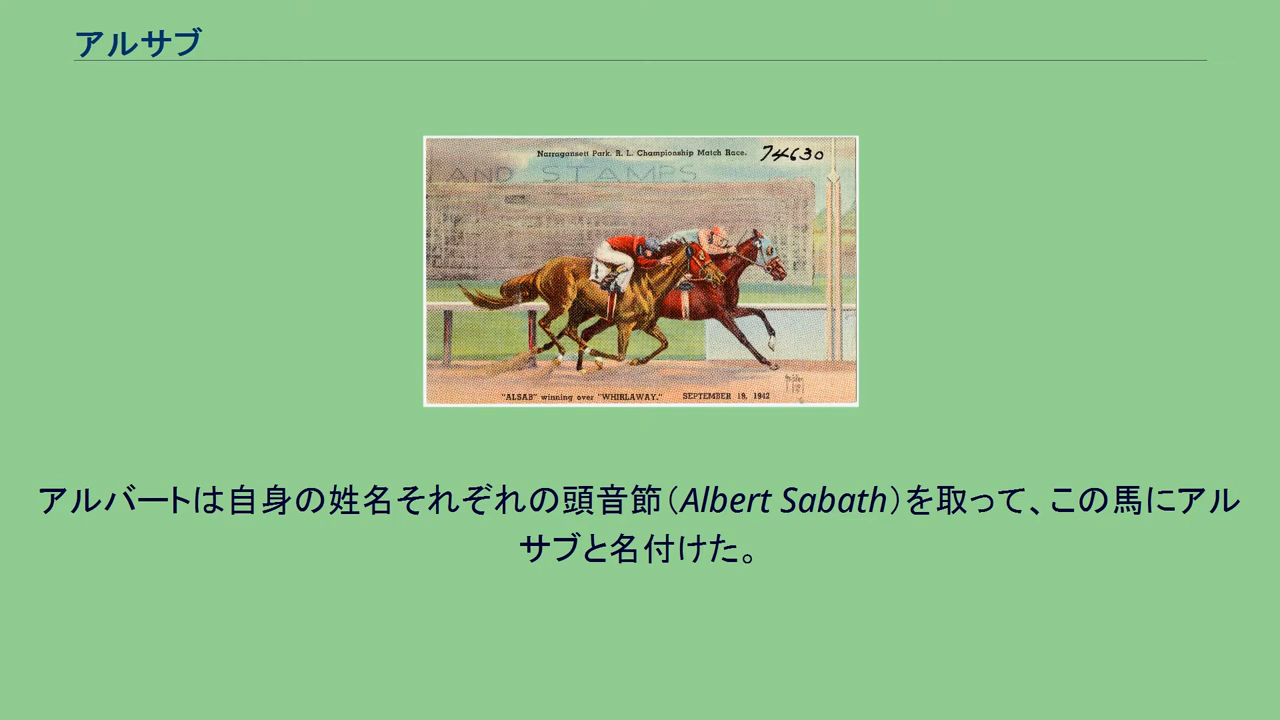 アルサブ
Narragansett Park. R. I. Championship Match Race.
74630
AND STAMPS
"ALSAB" winning over "WHIRLAWAY." SEPTEMBER 19, 1942
アルバートは自身の姓名それぞれの頭音節（Albert Sabath）を取って、この馬にアル
サブと名付けた。